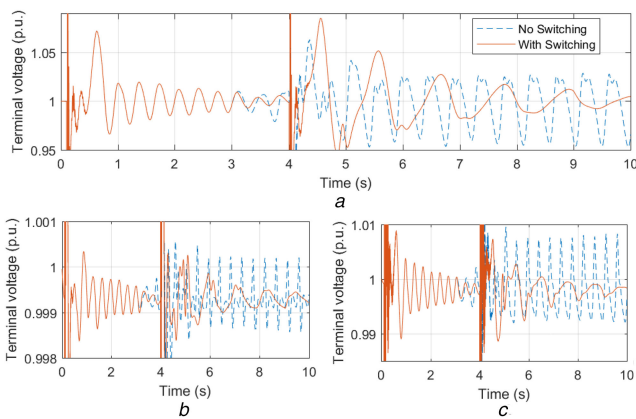 Terminal voltage (p.u.)
1.05
1
0.95
No Switching
With Switching
0 1 2 3 4 5 6 7 8 9 10
Time (s)
a
Terminal voltage (p.u.)
1.001
1
0.999
0.998
0 2 4 6 8 10
Time (s)
b
Terminal voltage (p.u.)
1.01
1
0.99
0 2 4 6 8 10
Time (s)
c